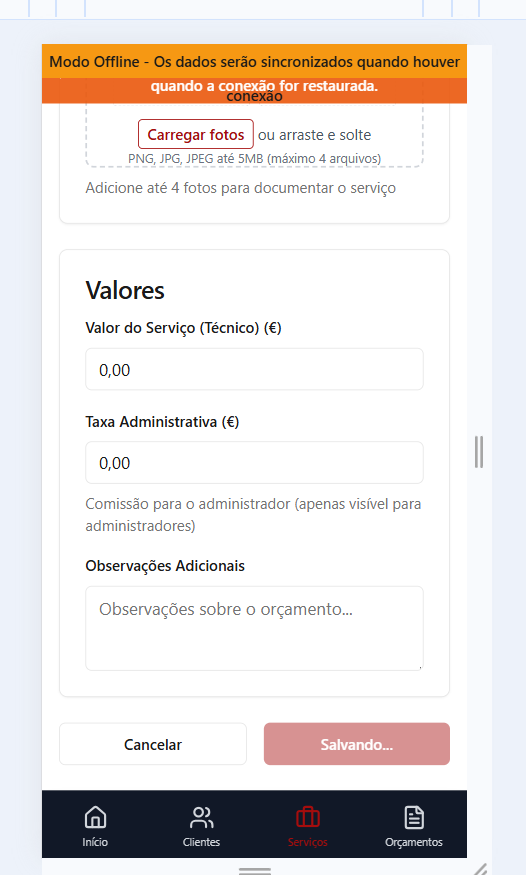 Modo Offline - Os dados serão sincronizados quando houver
conexão
quando a conexão for restaurada.
Carregar fotos ou arraste e solte
PNG, JPG, JPEG até 5MB (máximo 4 arquivos)
Adicione até 4 fotos para documentar o serviço
Valores
Valor do Serviço (Técnico) (€)
0,00
Taxa Administrativa (€)
0,00
Comissão para o administrador (apenas visível para
administradores)
Observações Adicionais
Observações sobre o orçamento...
Cancelar Salvando...
Início Clientes Serviços Orçamentos